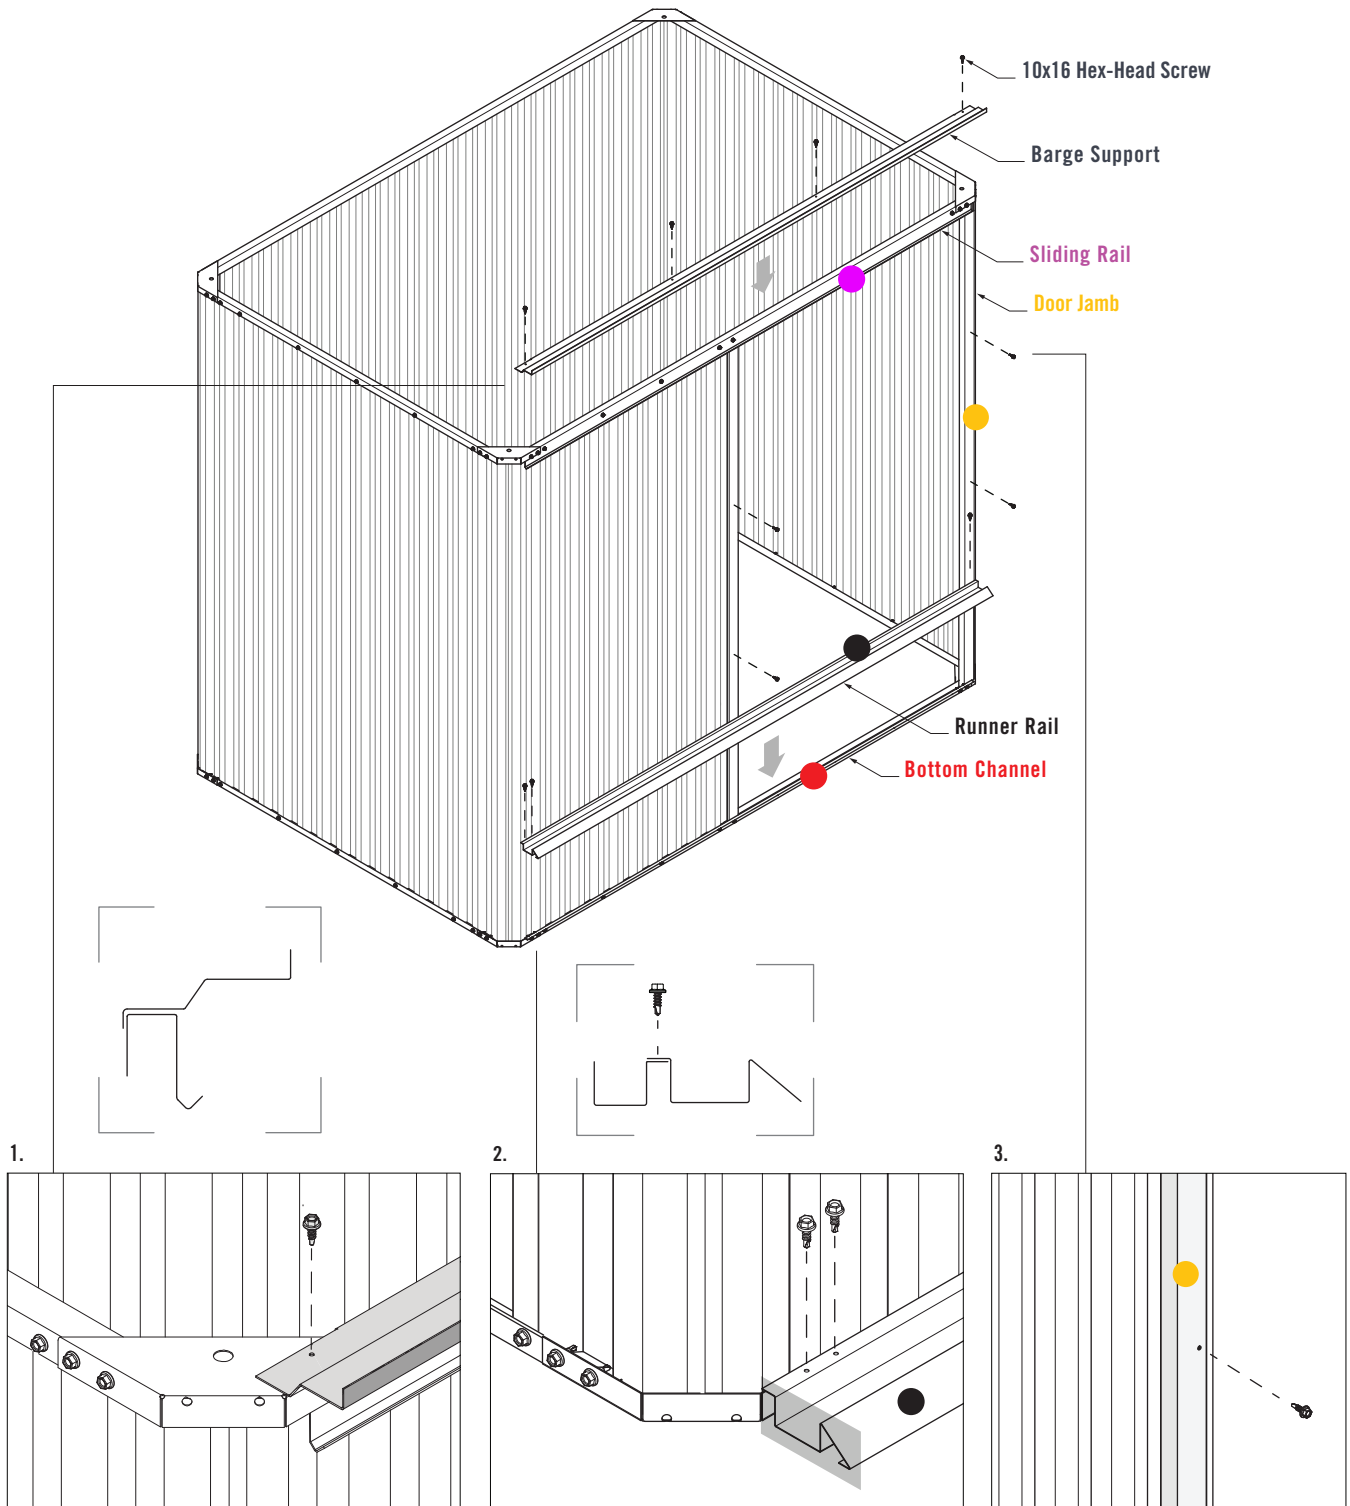 10x16 Hex-Head Screw
Barge Support
Sliding Rail
Door Jamb
Runner Rail
Bottom Channel
1.
2.
3.